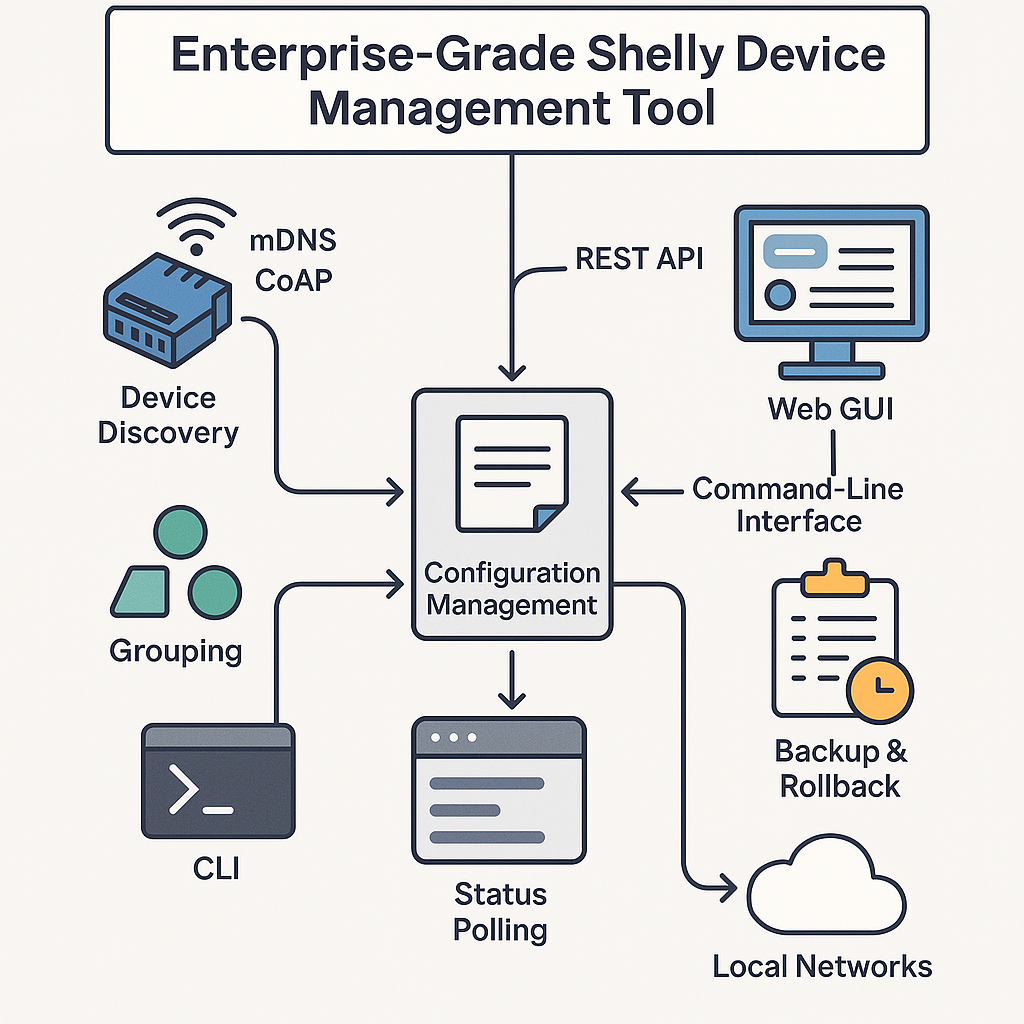 Enterprise-Grade Shelly Device
Management Tool
mDNS
CoAP
REST API
Device
Discovery
Web GUI
Command-Line
Interface
Configuration
Management
Grouping
Backup &
Rollback
CLI
Status
Polling
Local Networks